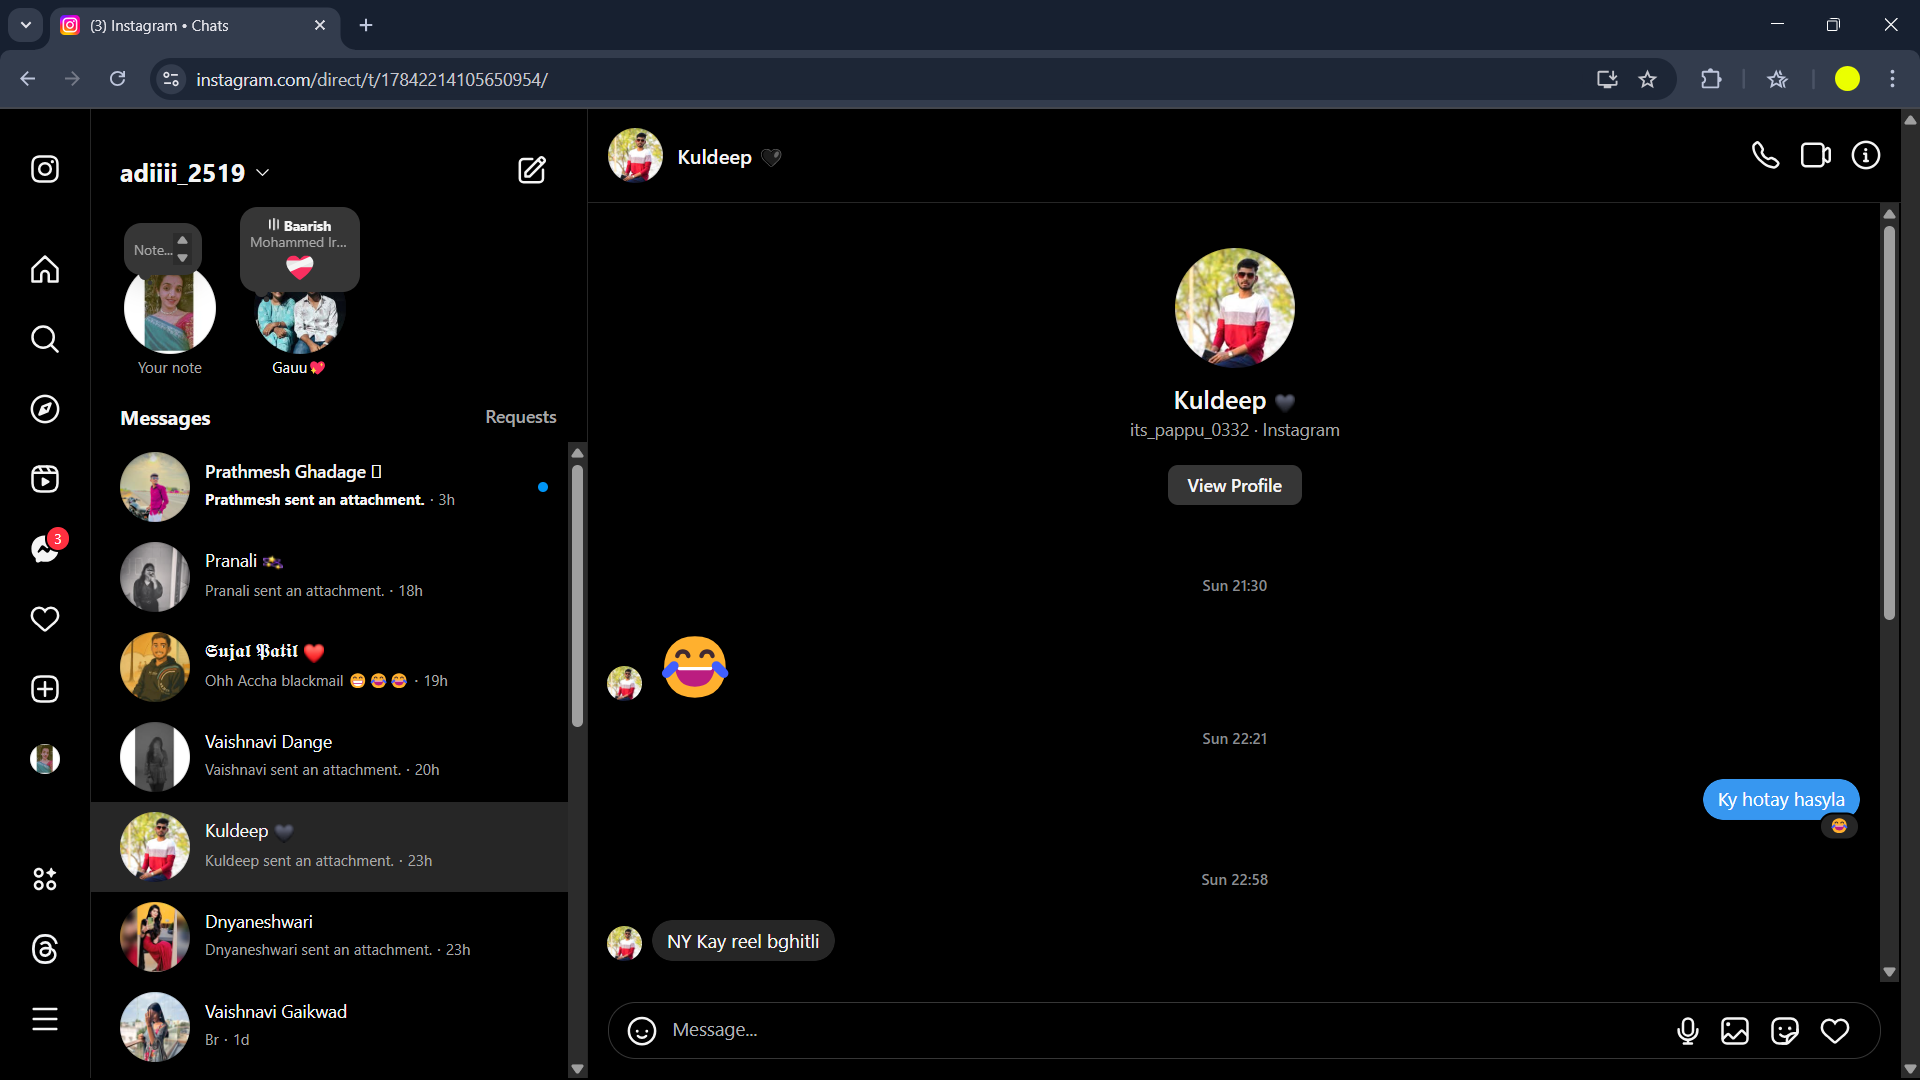 (3) Instagram • Chats
instagram.com/direct/t/17842214105650954/
adiiii_2519
Note...
Baarish
Mohammed Ir...
Your note
Gauu💖
Messages
Requests
Prathmesh Ghadage
Prathmesh sent an attachment. · 3h
Pranali 🌠
Pranali sent an attachment. · 18h
𝕾𝖚𝖏𝖆𝖑 𝕻𝖆𝖙𝖎𝖑 ❤️
Ohh Accha blackmail 😁😂😂 · 19h
Vaishnavi Dange
Vaishnavi sent an attachment. · 20h
Kuldeep 🖤
Kuldeep sent an attachment. · 23h
Dnyaneshwari
Dnyaneshwari sent an attachment. · 23h
Vaishnavi Gaikwad
Br · 1d
3
Kuldeep 🖤
Kuldeep 🖤
its_pappu_0332 · Instagram
View Profile
Sun 21:30
😂
Sun 22:21
Ky hotay hasyla
😂
Sun 22:58
NY Kay reel bghitli
Message...